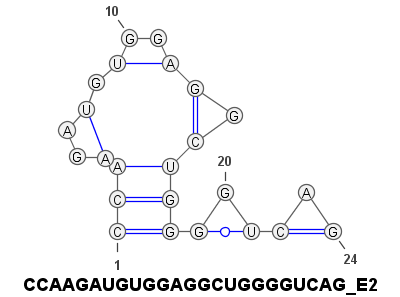 10
G G
U A
G G
U G
A C
G A A U
20
C G G A
C G G U C G
1 24
CCAAGAUGUGGAGGCUGGGGUCAG_E2